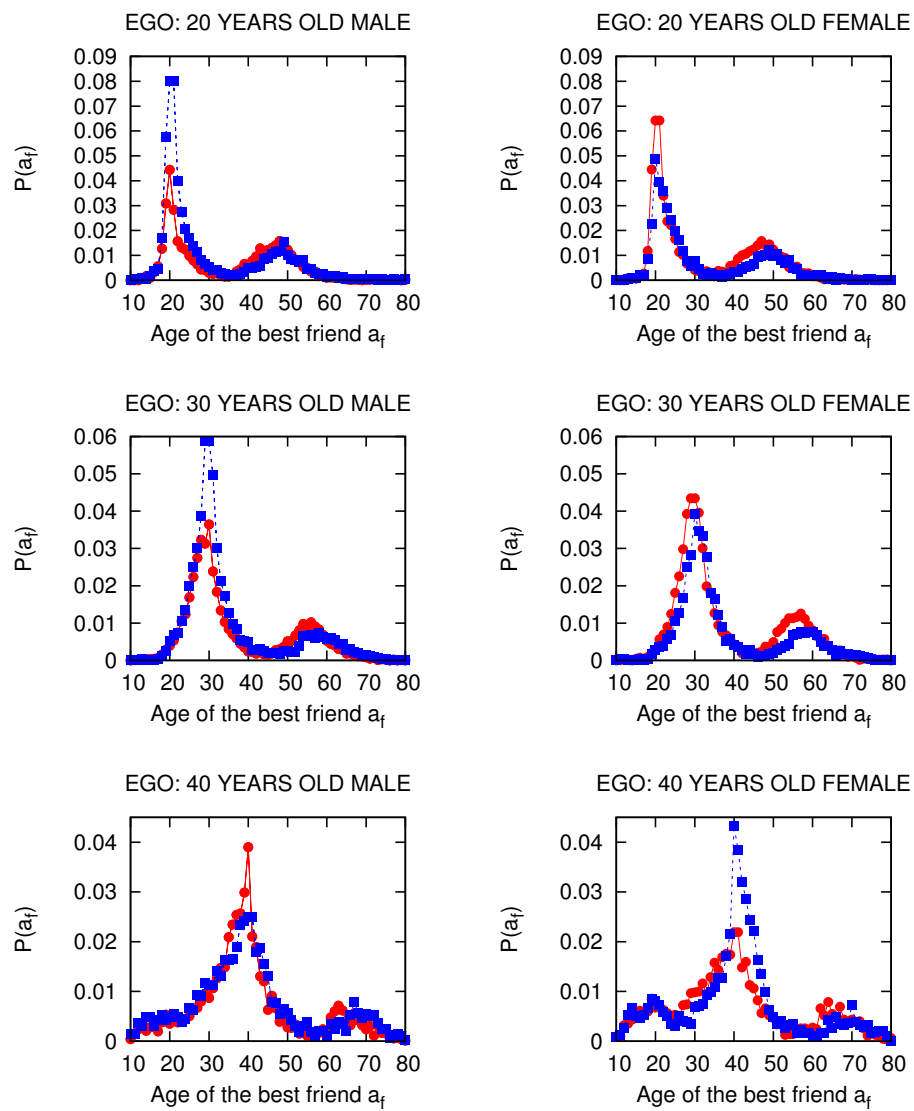 EGO: 20 YEARS OLD MALE
P(a_f)
0.09
0.08
0.07
0.06
0.05
0.04
0.03
0.02
0.01
0
10 20 30 40 50 60 70 80
Age of the best friend a_f
EGO: 20 YEARS OLD FEMALE
P(a_f)
0.09
0.08
0.07
0.06
0.05
0.04
0.03
0.02
0.01
0
10 20 30 40 50 60 70 80
Age of the best friend a_f
EGO: 30 YEARS OLD MALE
P(a_f)
0.06
0.05
0.04
0.03
0.02
0.01
0
10 20 30 40 50 60 70 80
Age of the best friend a_f
EGO: 30 YEARS OLD FEMALE
P(a_f)
0.06
0.05
0.04
0.03
0.02
0.01
0
10 20 30 40 50 60 70 80
Age of the best friend a_f
EGO: 40 YEARS OLD MALE
P(a_f)
0.04
0.03
0.02
0.01
0
10 20 30 40 50 60 70 80
Age of the best friend a_f
EGO: 40 YEARS OLD FEMALE
P(a_f)
0.04
0.03
0.02
0.01
0
10 20 30 40 50 60 70 80
Age of the best friend a_f